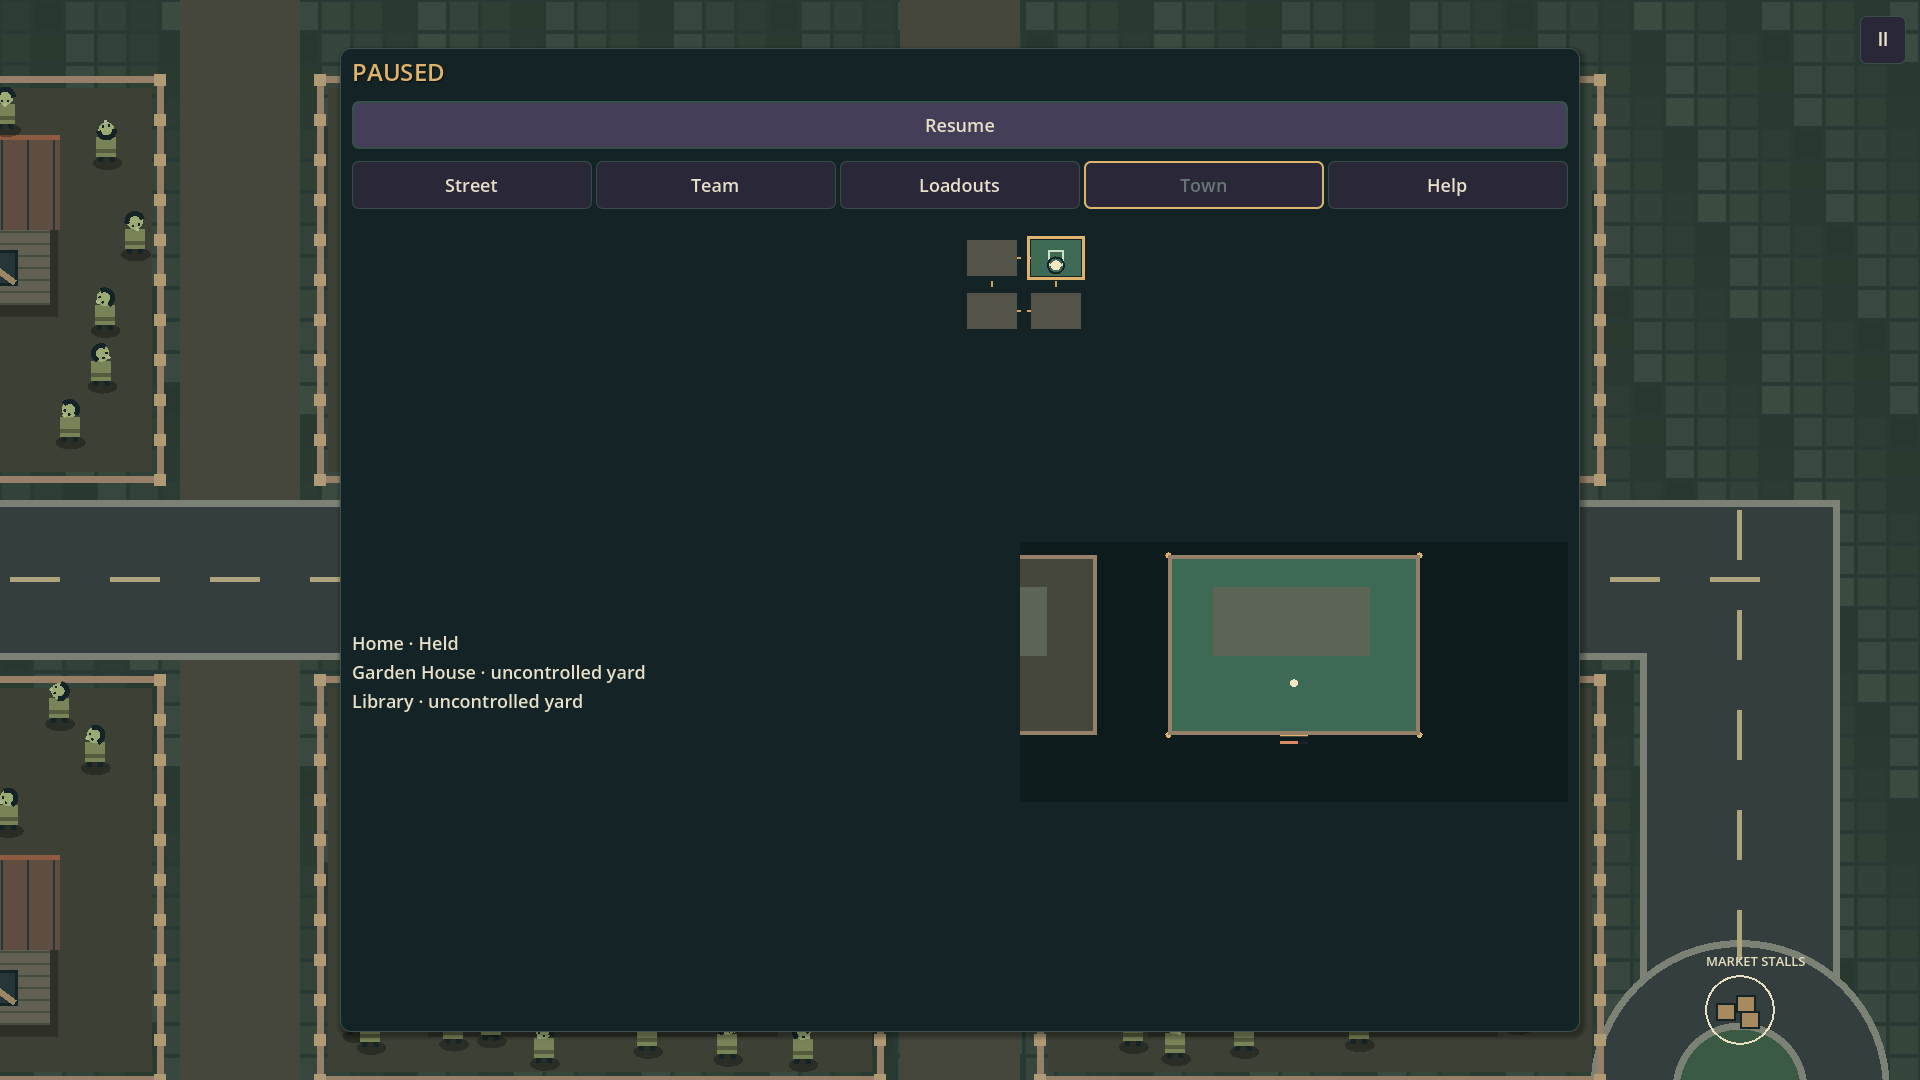 PAUSED
Resume
Street
Team
Loadouts
Town
Help
Home · Held
Garden House · uncontrolled yard
Library · uncontrolled yard
MARKET STALLS